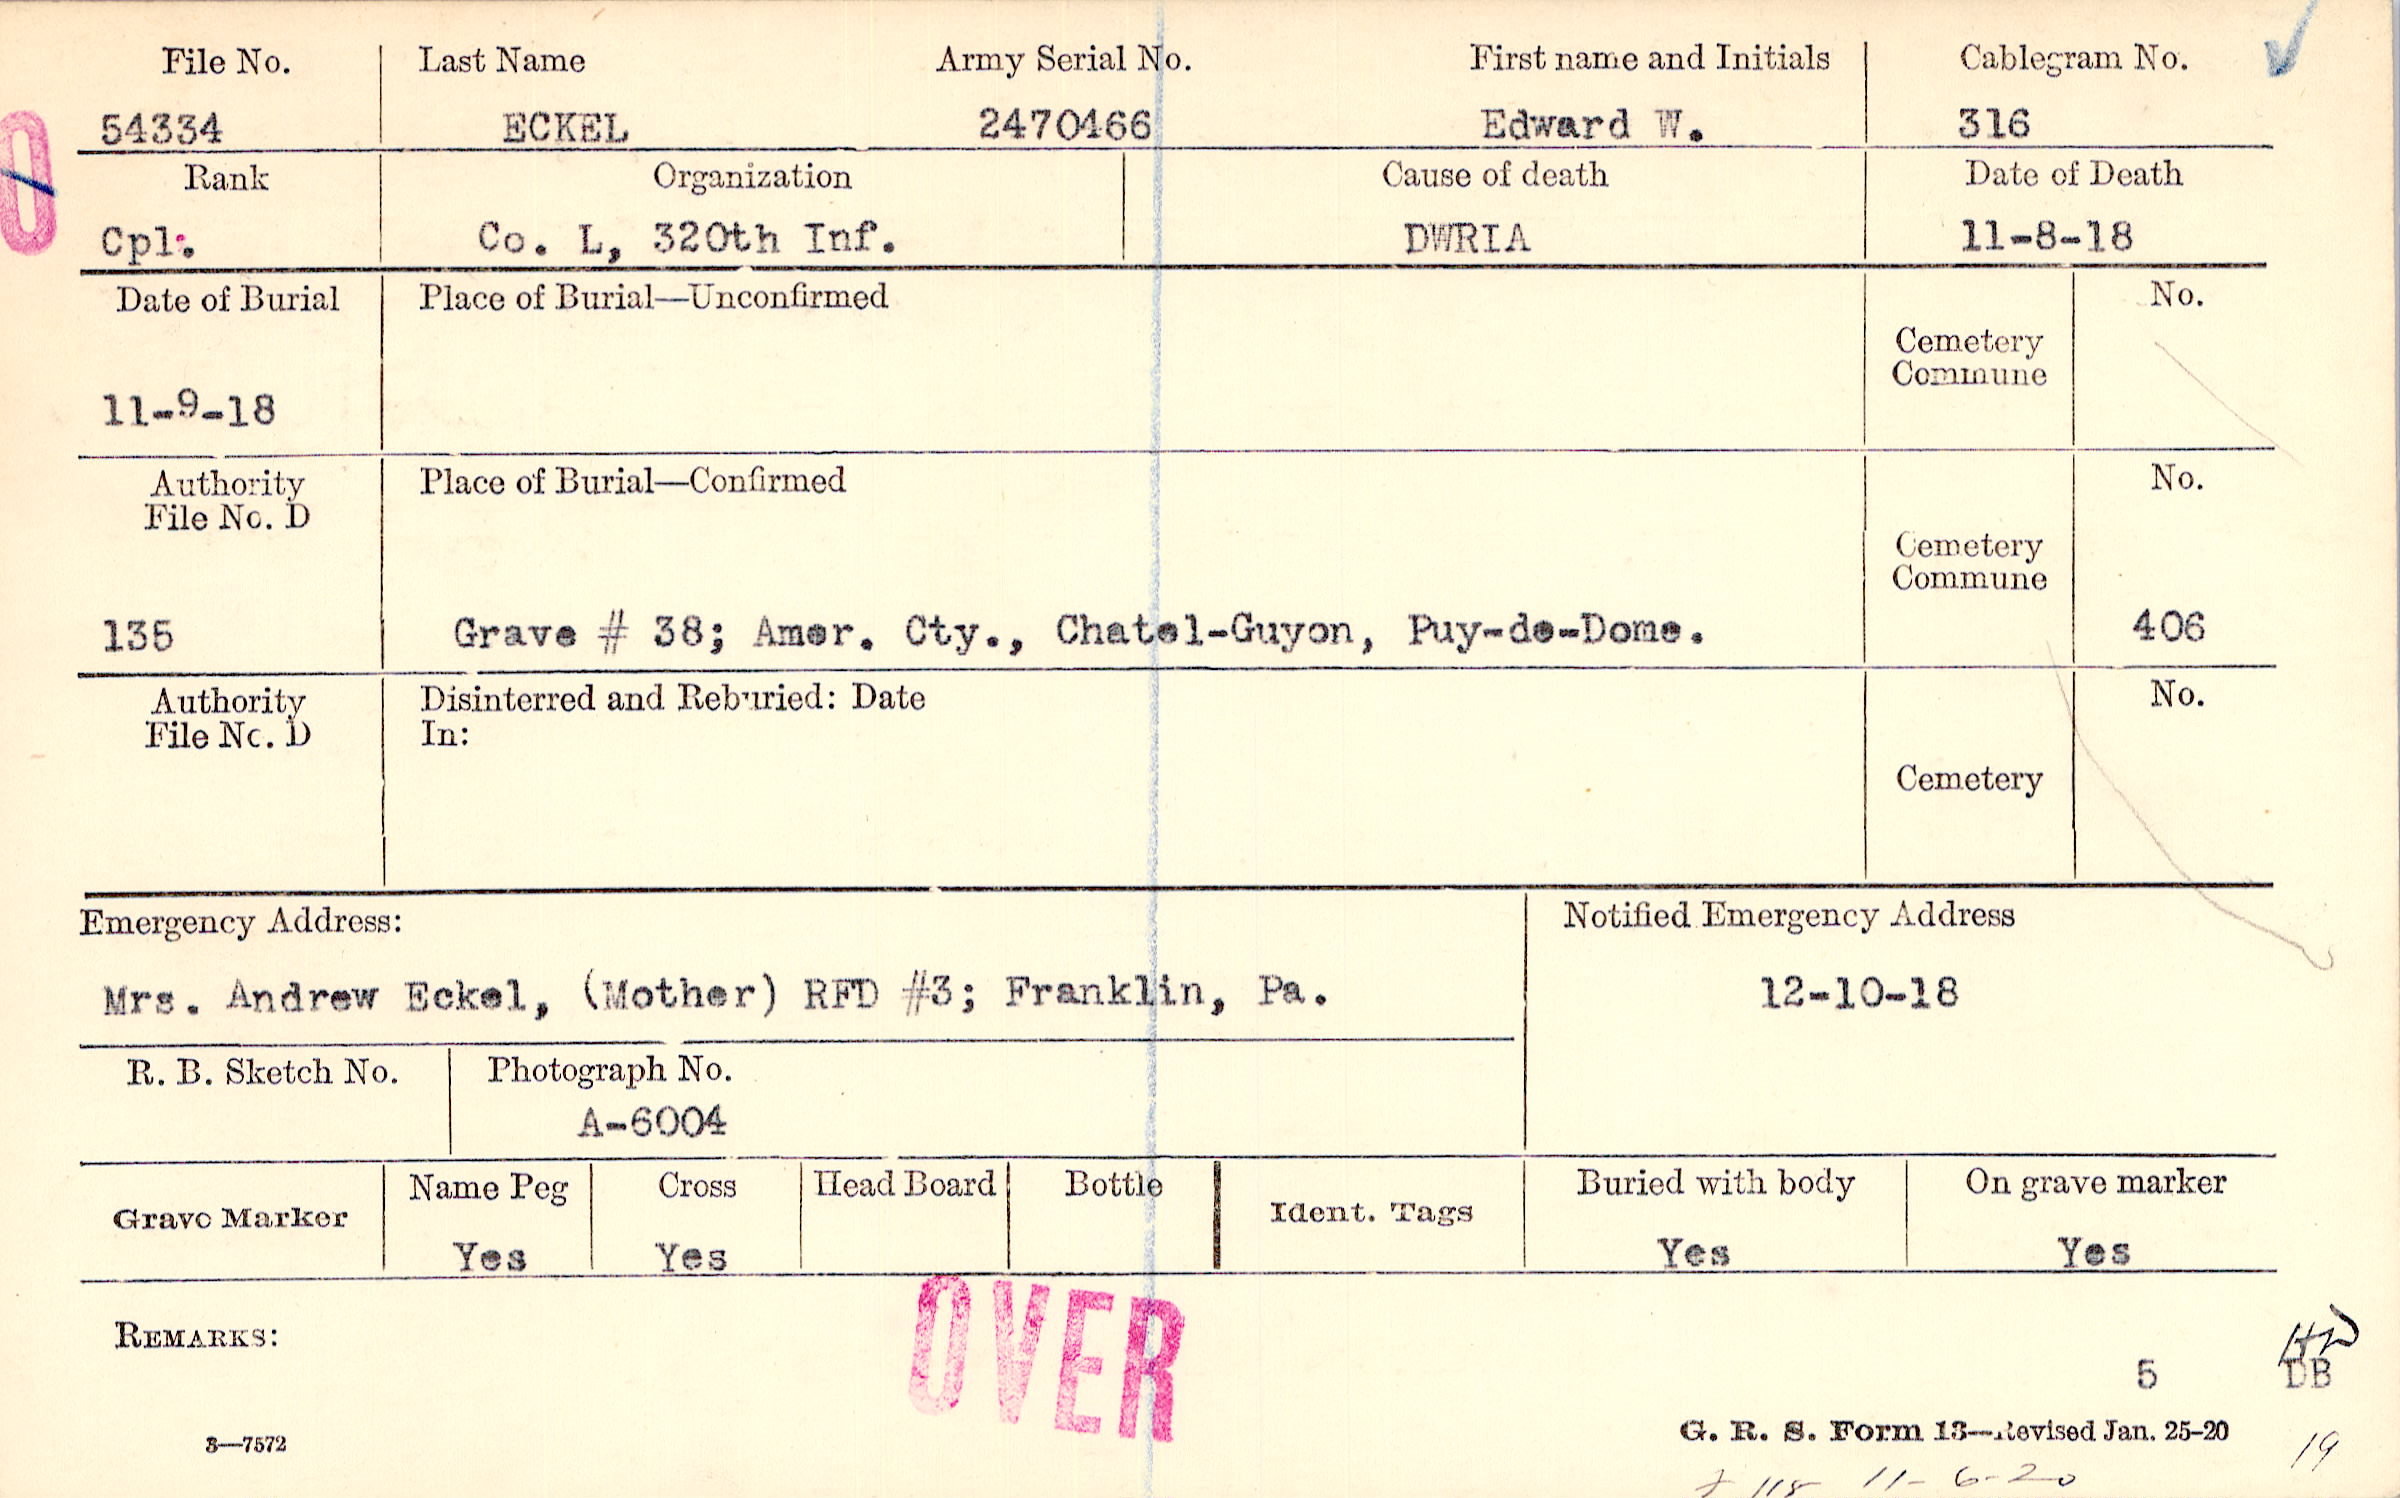 File No. Last Name Army Serial No. First name and Initials Cablegram No.
54334 ECKEL 2470466 Edward W. 316
Rank Organization Cause of death Date of Death
Cpl. Co. L, 320th Inf. DWRIA 11-8-18
Date of Burial Place of Burial—Unconfirmed No.
Cemetery
Commune
11-9-18
Authority Place of Burial—Confirmed No.
File No. D
Cemetery
Commune
135 Grave # 38; Amer. Cty., Chatel-Guyon, Puy-de-Dome. 406
Authority Disinterred and Reburied: Date No.
File No. D In:
Cemetery
Emergency Address: Notified Emergency Address
Mrs. Andrew Eckel, (Mother) RFD #3; Franklin, Pa. 12-10-18
R. B. Sketch No. Photograph No.
A-6004
Grave Marker Name Peg Cross Head Board Bottle Ident. Tags Buried with body On grave marker
Yes Yes Yes Yes
OVER
REMARKS:
5 DB
3—7572 G. R. S. Form 13—Revised Jan. 25-20
19
118 11-6-20